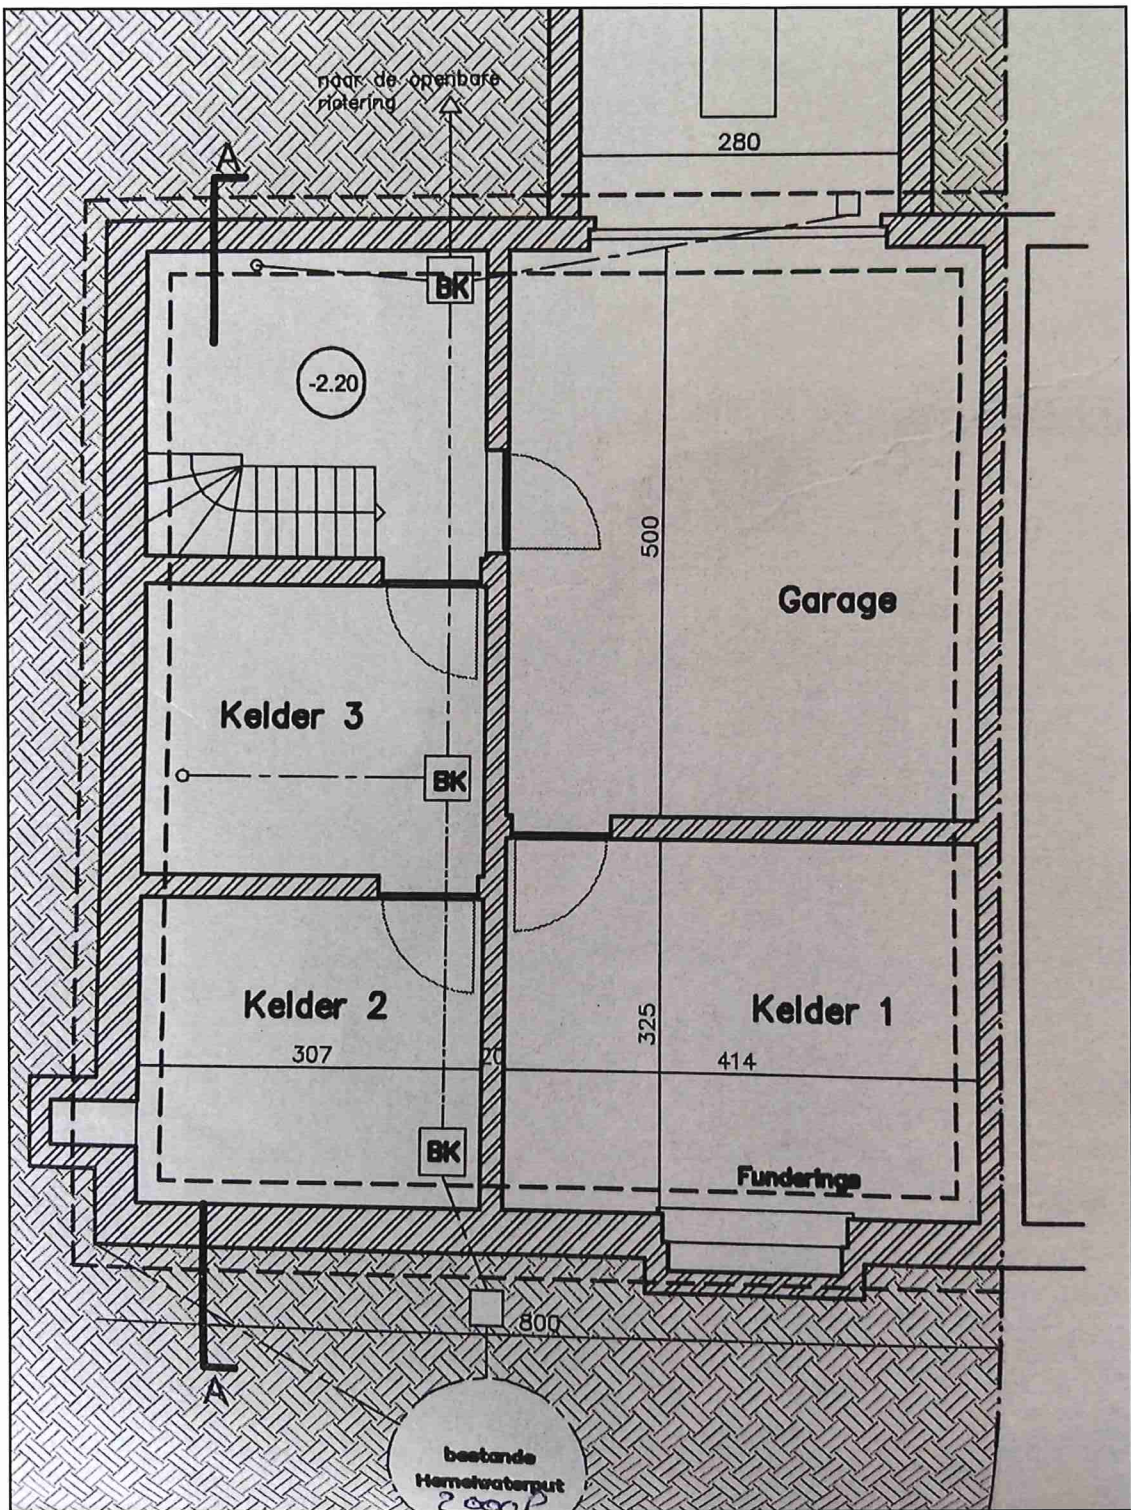 naar de openbare
riolering
A
280
BK
-2.20
500
Garage
Kelder 3
BK
Kelder 2
Kelder 1
325
307
20
414
BK
Funderings
800
A
bestande
Hemelwaterput